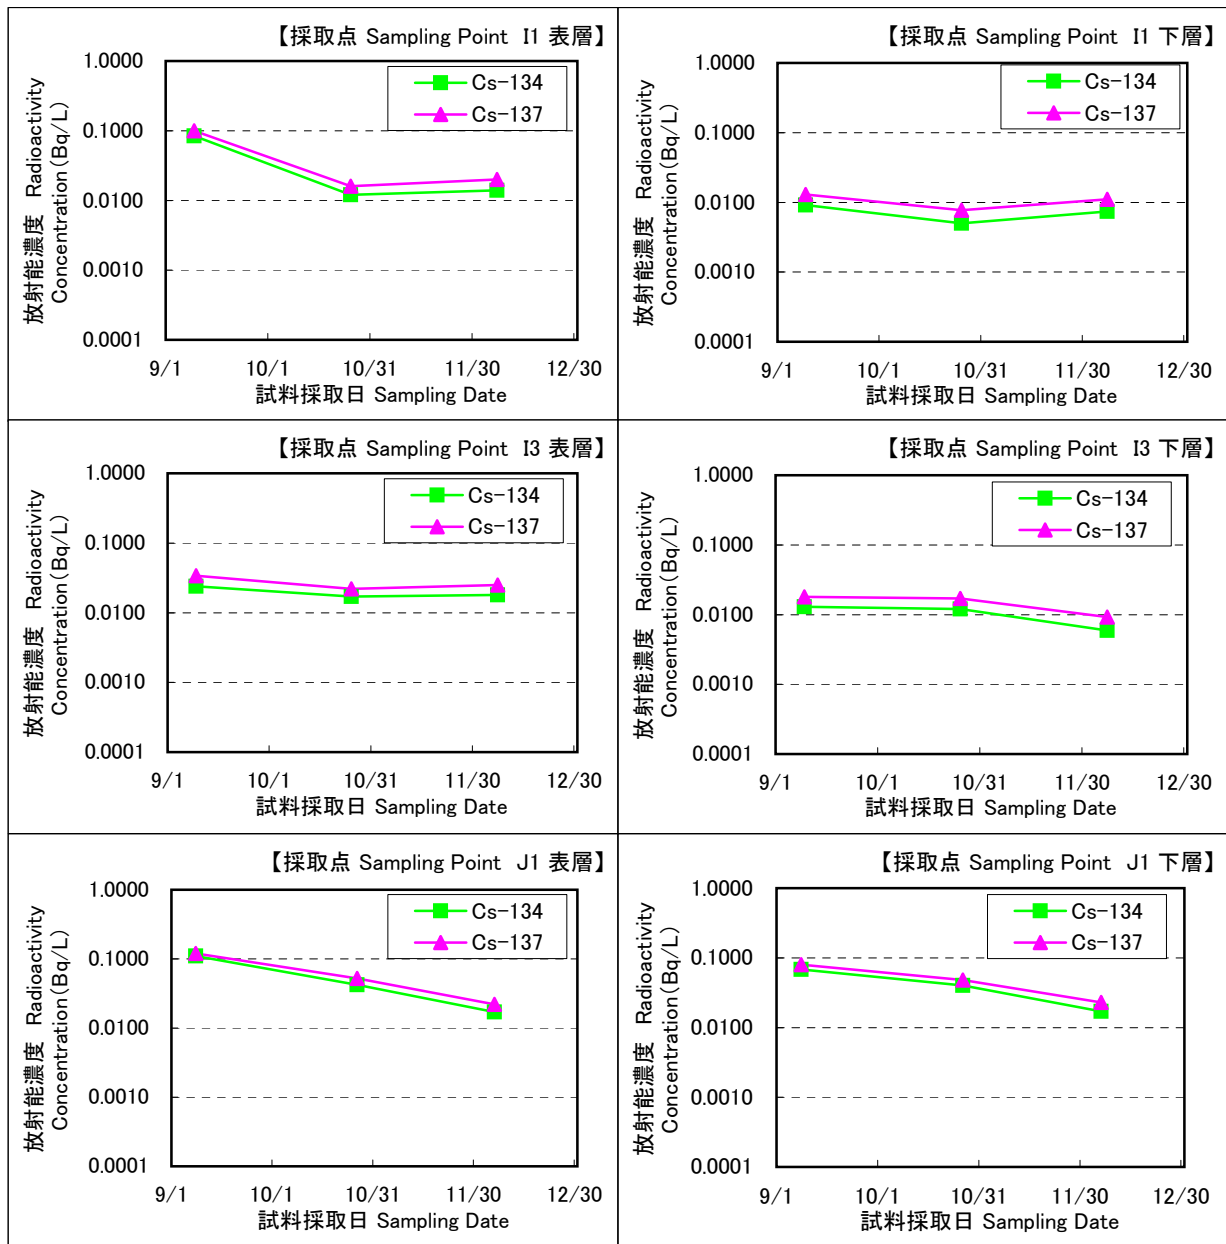 【採取点 Sampling Point I1 表層】
1.0000
0.1000
0.0100
0.0010
0.0001
放射能濃度 Radioactivity
Concentration(Bq/L)
Cs-134
Cs-137
9/1 10/1 10/31 11/30 12/30
試料採取日 Sampling Date
【採取点 Sampling Point I1 下層】
1.0000
0.1000
0.0100
0.0010
0.0001
放射能濃度 Radioactivity
Concentration(Bq/L)
Cs-134
Cs-137
9/1 10/1 10/31 11/30 12/30
試料採取日 Sampling Date
【採取点 Sampling Point I3 表層】
1.0000
0.1000
0.0100
0.0010
0.0001
放射能濃度 Radioactivity
Concentration(Bq/L)
Cs-134
Cs-137
9/1 10/1 10/31 11/30 12/30
試料採取日 Sampling Date
【採取点 Sampling Point I3 下層】
1.0000
0.1000
0.0100
0.0010
0.0001
放射能濃度 Radioactivity
Concentration(Bq/L)
Cs-134
Cs-137
9/1 10/1 10/31 11/30 12/30
試料採取日 Sampling Date
【採取点 Sampling Point J1 表層】
1.0000
0.1000
0.0100
0.0010
0.0001
放射能濃度 Radioactivity
Concentration(Bq/L)
Cs-134
Cs-137
9/1 10/1 10/31 11/30 12/30
試料採取日 Sampling Date
【採取点 Sampling Point J1 下層】
1.0000
0.1000
0.0100
0.0010
0.0001
放射能濃度 Radioactivity
Concentration(Bq/L)
Cs-134
Cs-137
9/1 10/1 10/31 11/30 12/30
試料採取日 Sampling Date